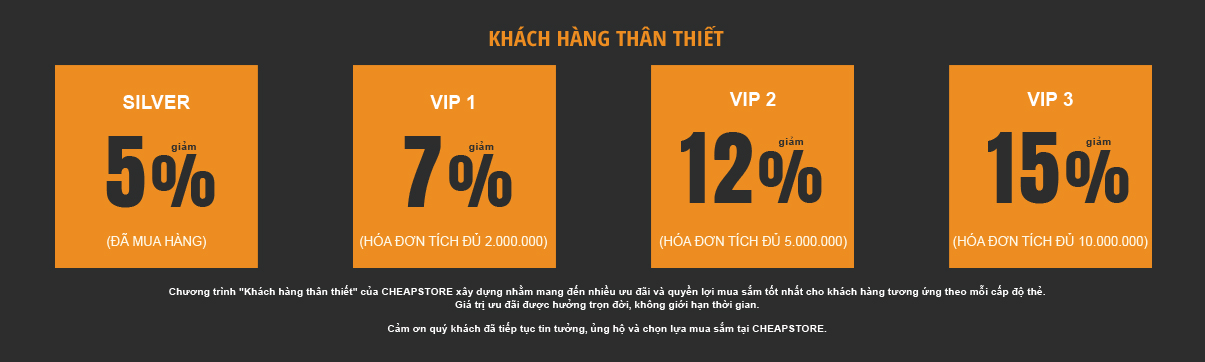 KHÁCH HÀNG THÂN THIẾT
SILVER
giảm
5%
(ĐÃ MUA HÀNG)
VIP 1
giảm
7%
(HÓA ĐƠN TÍCH ĐỦ 2.000.000)
VIP 2
giảm
12%
(HÓA ĐƠN TÍCH ĐỦ 5.000.000)
VIP 3
giảm
15%
(HÓA ĐƠN TÍCH ĐỦ 10.000.000)
Chương trình "Khách hàng thân thiết" của CHEAPSTORE xây dựng nhằm mang đến nhiều ưu đãi và quyền lợi mua sắm tốt nhất cho khách hàng tương ứng theo mỗi cấp độ thẻ.
Giá trị ưu đãi được hưởng trọn đời, không giới hạn thời gian.
Cảm ơn quý khách đã tiếp tục tin tưởng, ủng hộ và chọn lựa mua sắm tại CHEAPSTORE.